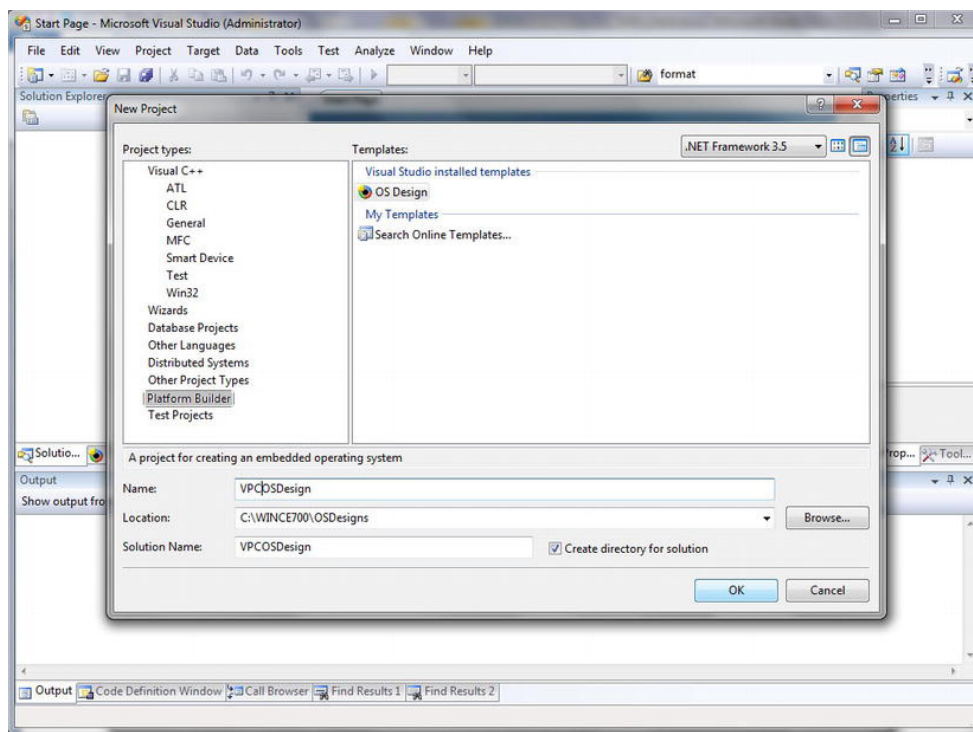 Start Page - Microsoft Visual Studio (Administrator)
File Edit View Project Target Data Tools Test Analyze Window Help
format
Solution Explorer
New Project
Project types:
Templates:
.NET Framework 3.5
Visual C++
ATL
CLR
General
MFC
Smart Device
Test
Win32
Wizards
Database Projects
Other Languages
Distributed Systems
Other Project Types
Platform Builder
Test Projects
Visual Studio installed templates
OS Design
My Templates
Search Online Templates...
A project for creating an embedded operating system
Name: VPCOSDesign
Location: C:\WINCE700\OSDesigns Browse...
Solution Name: VPCOSDesign Create directory for solution
OK Cancel
Solutio...
rop... Tool...
Output
Show output fro
Output Code Definition Window Call Browser Find Results 1 Find Results 2